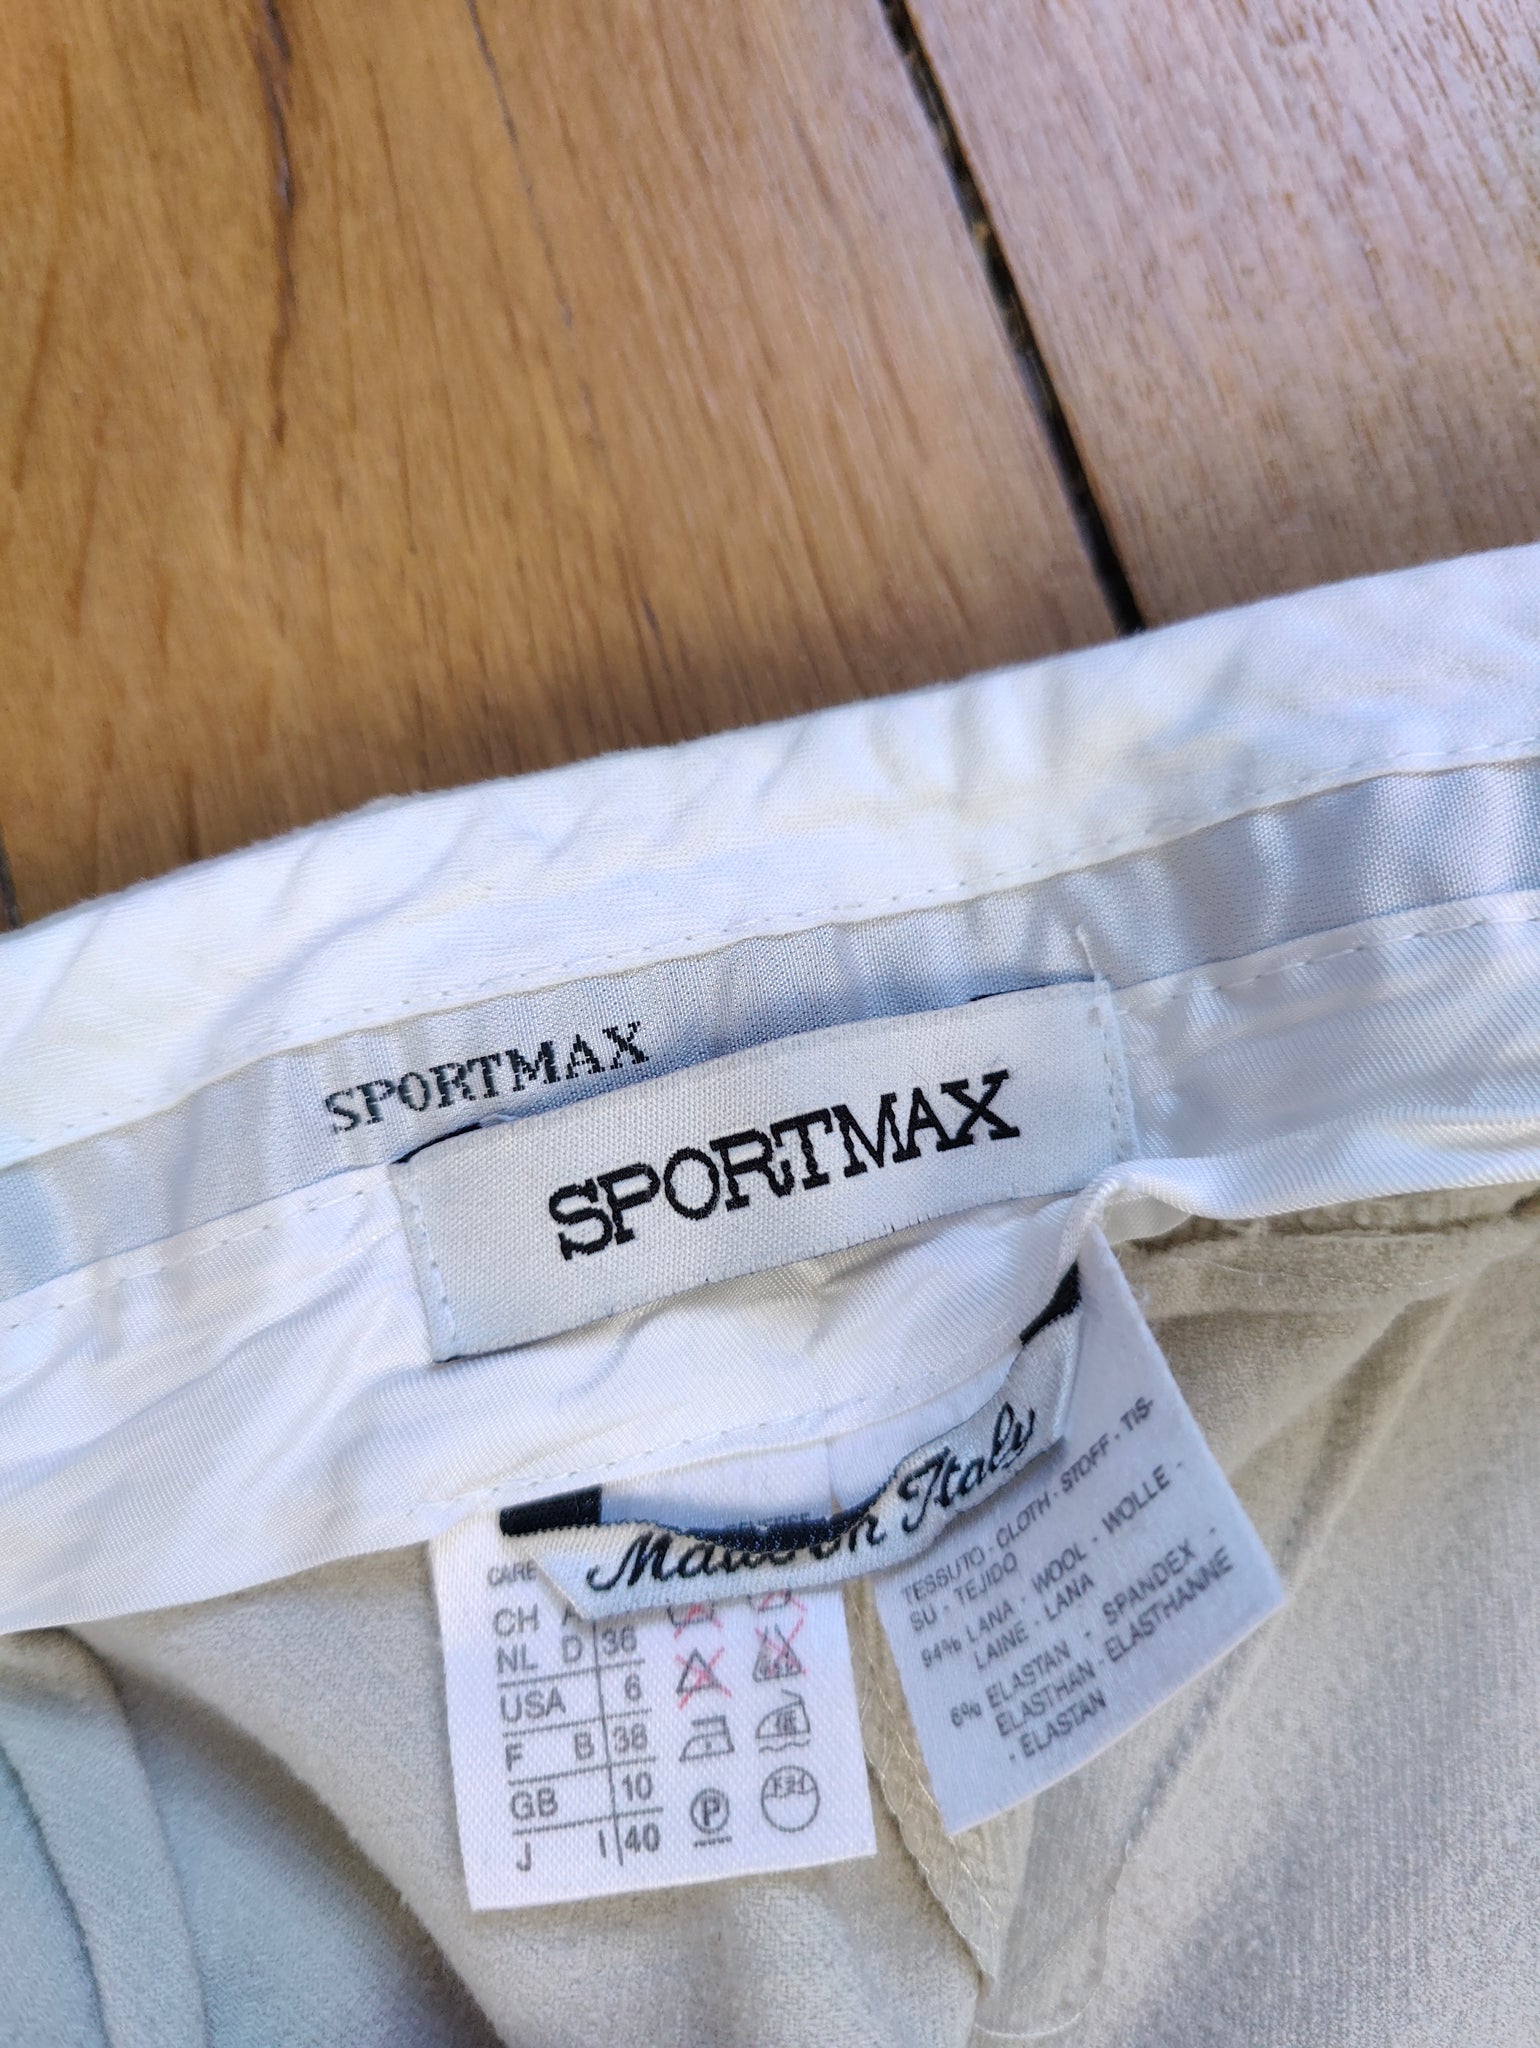 SPORTMAX
SPORTMAX
Made in Italy
CARE
CH A
NL D 36
USA 6
F B 38
GB 10
J I 40
P
TESSUTO - CLOTH - STOFF - TIS-
SU - TEJIDO
94% LANA - WOOL - WOLLE -
LAINE - LANA
6% ELASTAN - SPANDEX
ELASTHAN - ELASTHANNE
- ELASTAN